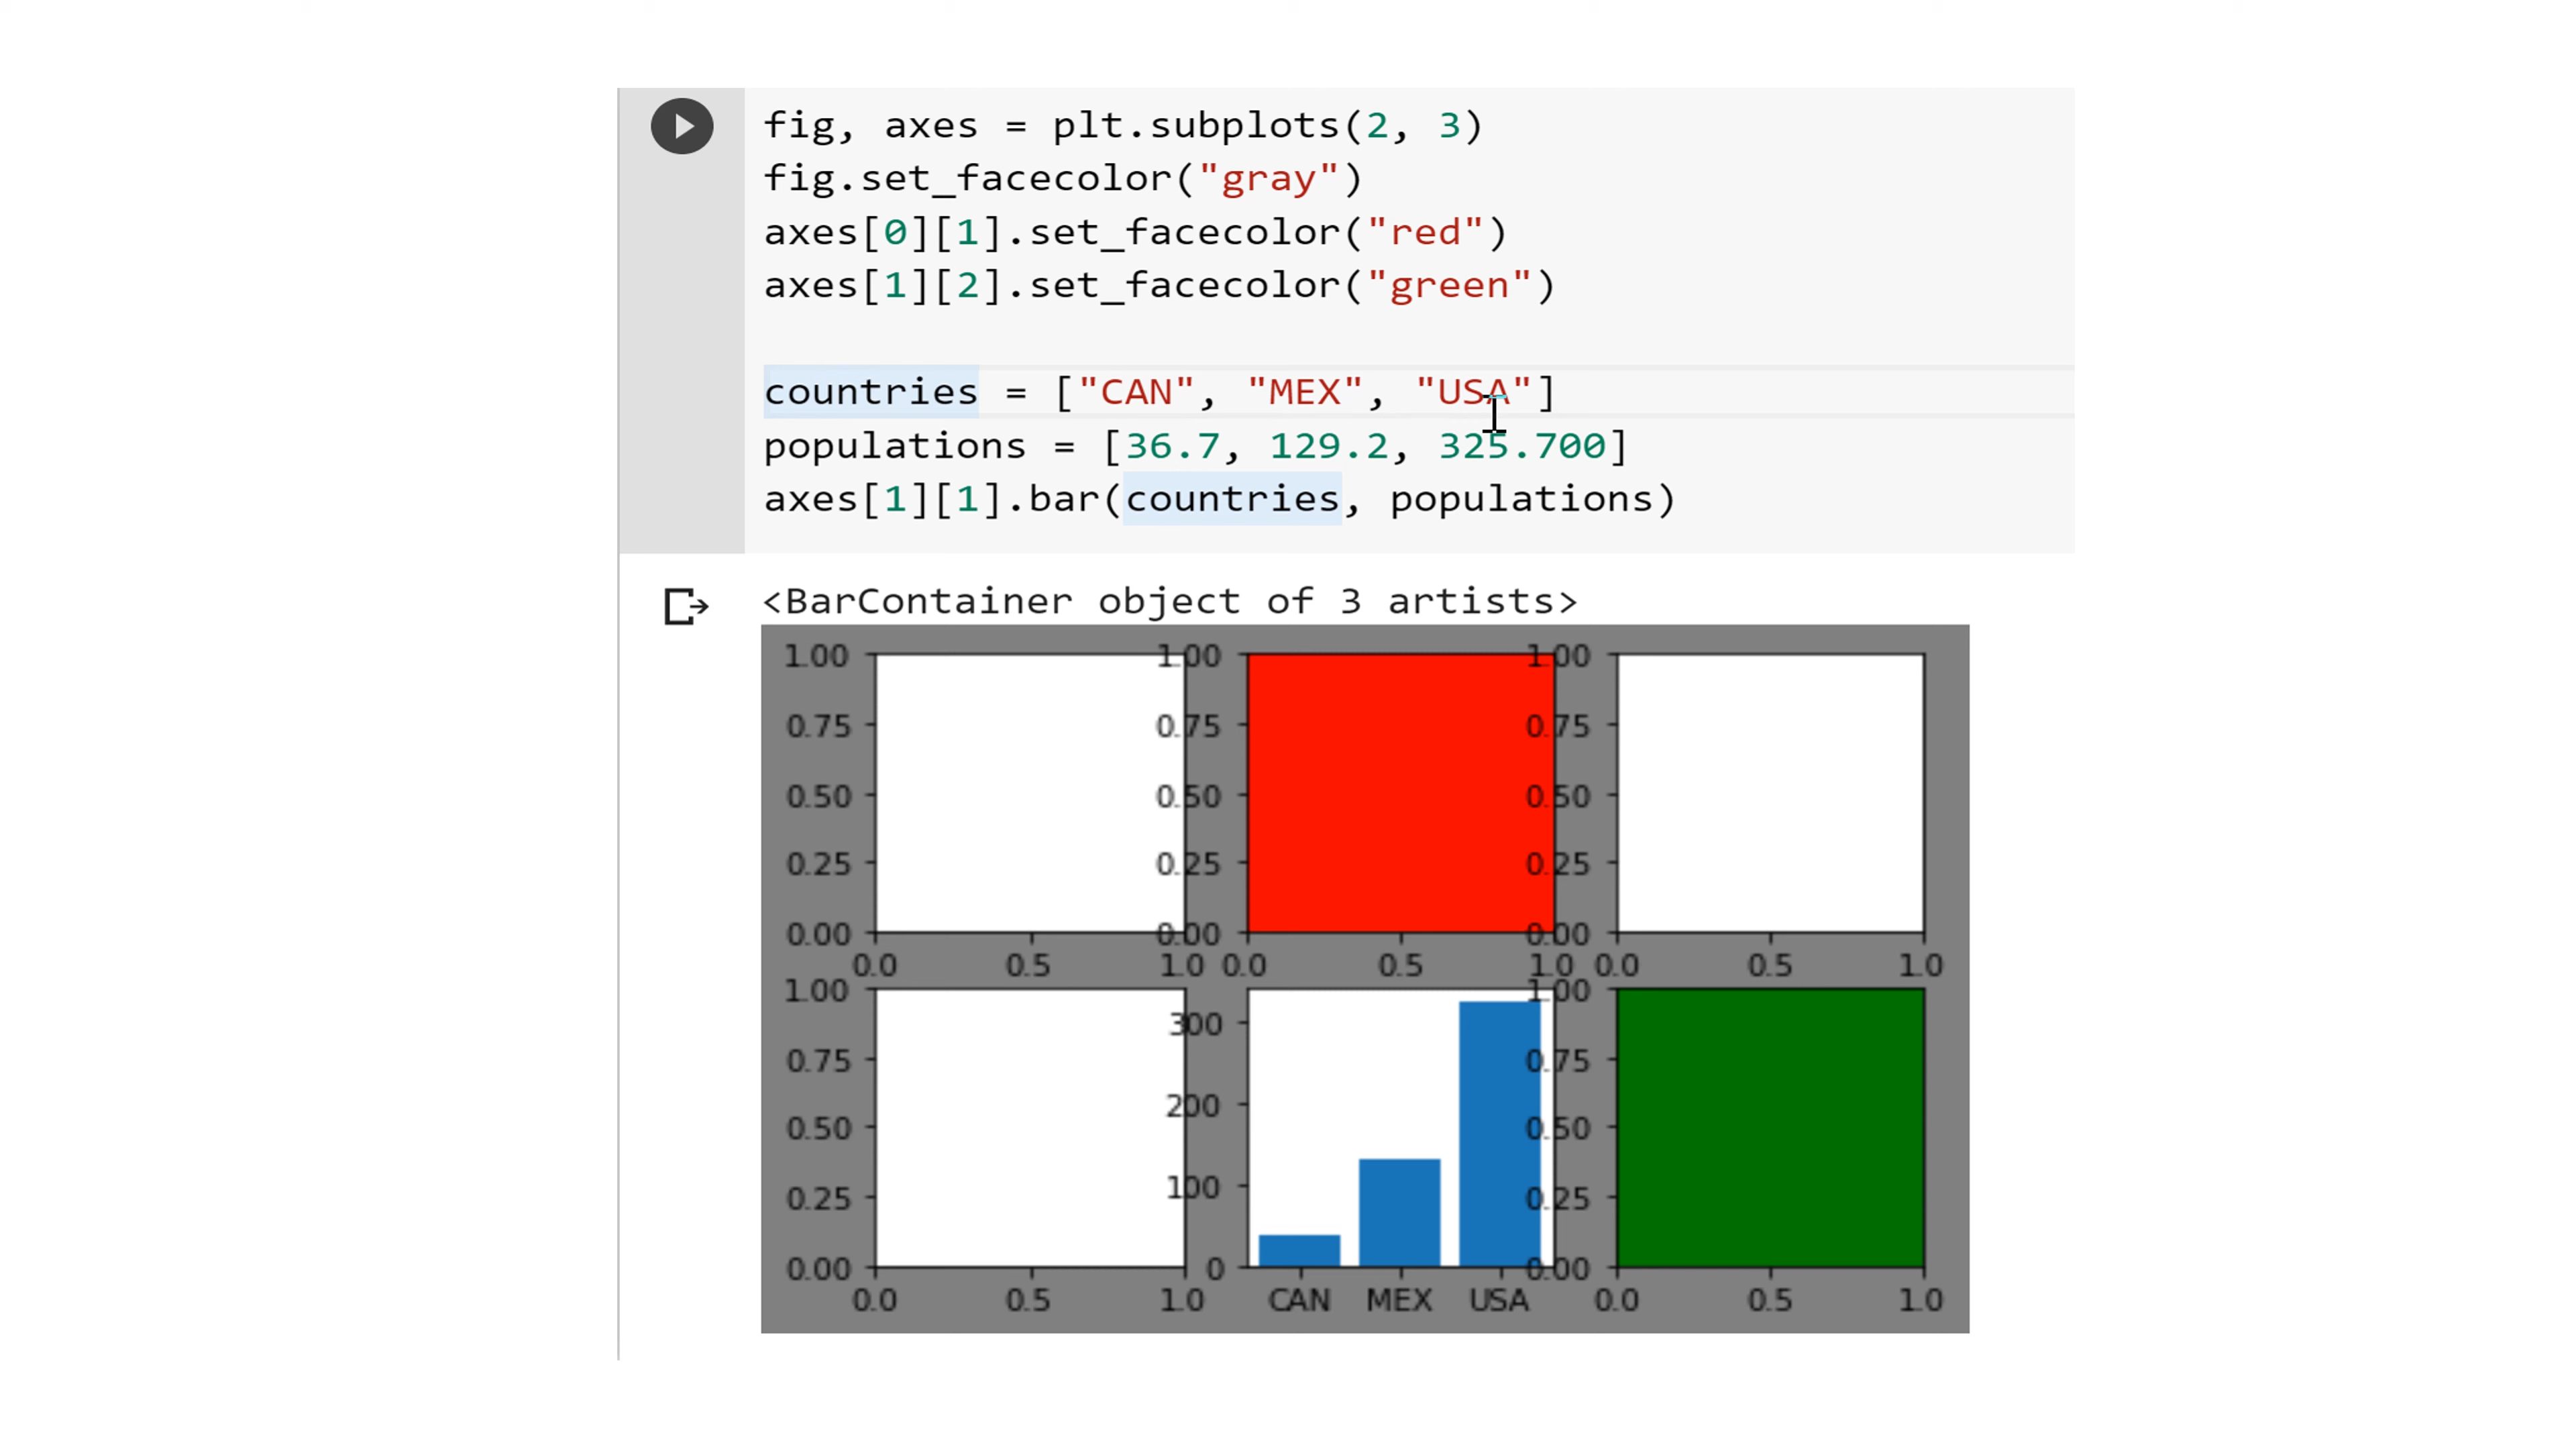 fig, axes = plt.subplots(2, 3)
fig.set_facecolor("gray")
axes[0][1].set_facecolor("red")
axes[1][2].set_facecolor("green")
countries = ["CAN", "MEX", "USA"]
populations = [36.7, 129.2, 325.700]
axes[1][1].bar(countries, populations)
<BarContainer object of 3 artists>
1.00 1.00 1.00
0.75 0.75 0.75
0.50 0.50 0.50
0.25 0.25 0.25
0.00 0.00 0.00
0.0 0.5 1.0 0.0 0.5 1.0 0.0 0.5 1.0
1.00 1.00
300
0.75 0.75
200
0.50 0.50
100
0.25 0.25
0.00 0 0.00
0.0 0.5 1.0 CAN MEX USA 0.0 0.5 1.0